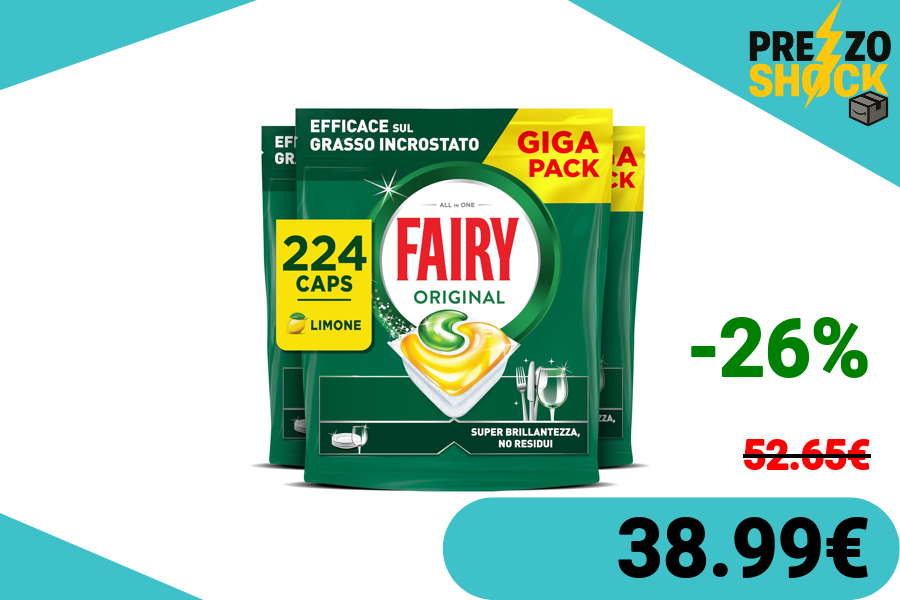 PREZZO
SHOCK
EFFICACE SUL
GRASSO INCROSTATO
GIGA
PACK
ALL IN ONE
FAIRY
ORIGINAL
224
CAPS
LIMONE
SUPER BRILLANTEZZA,
NO RESIDUI
-26%
52.65€
38.99€